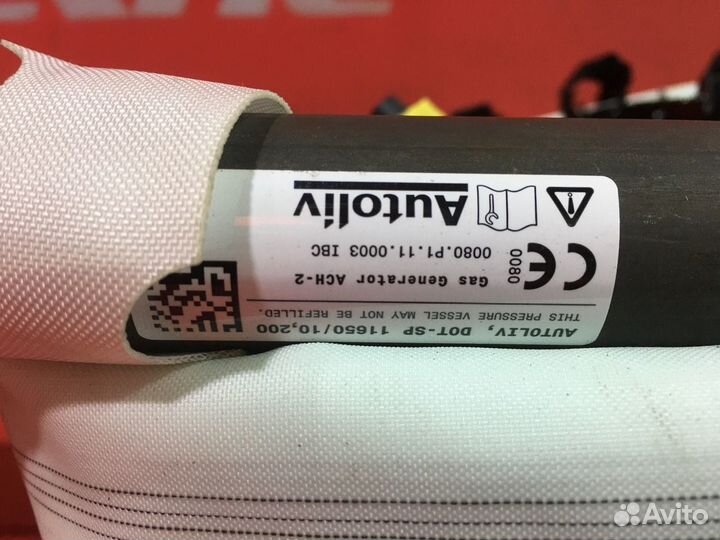 AUTOLIV, DOT-SP 11650/10,200
THIS PRESSURE VESSEL MAY NOT BE REFILLED.
Gas Generator ACH-2
0080.P1.11.0003 IBC
CE
0080
Autoliv
Avito